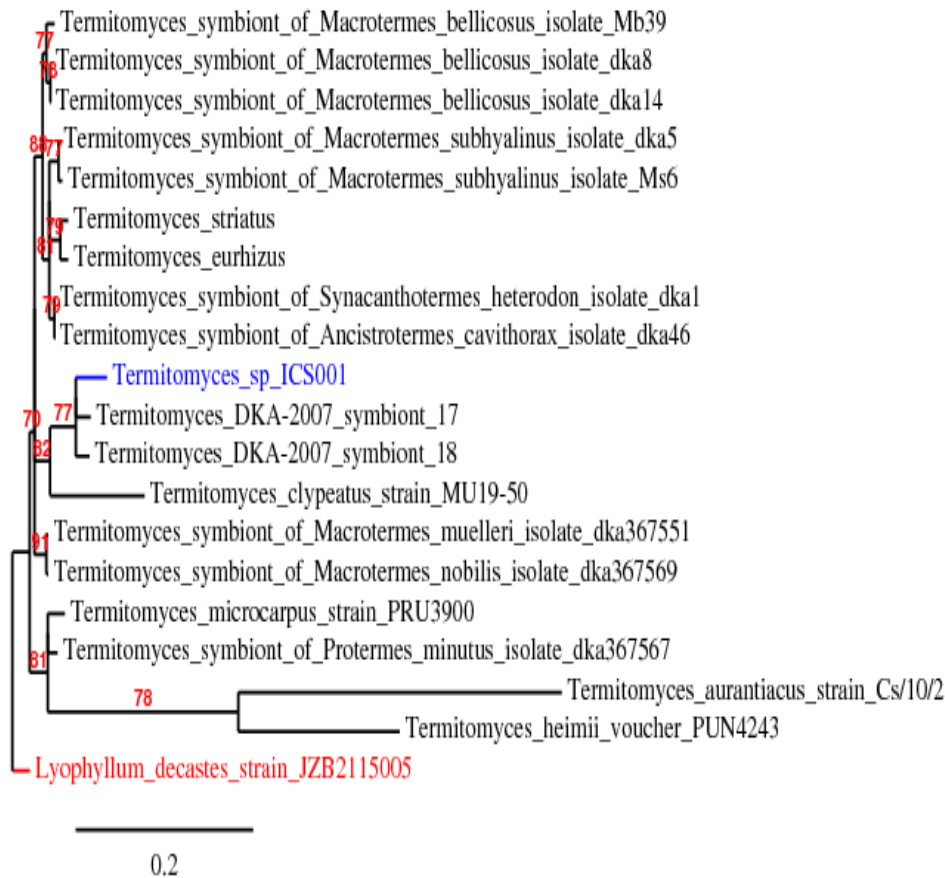 Termitomyces_symbiont_of_Macrotermes_bellicosus_isolate_Mb39
77
Termitomyces_symbiont_of_Macrotermes_bellicosus_isolate_dka8
78
Termitomyces_symbiont_of_Macrotermes_bellicosus_isolate_dka14
Termitomyces_symbiont_of_Macrotermes_subhyalinus_isolate_dka5
77
Termitomyces_symbiont_of_Macrotermes_subhyalinus_isolate_Ms6
Termitomyces_striatus
79
81
Termitomyces_eurhizus
Termitomyces_symbiont_of_Synacanthotermes_heterodon_isolate_dka1
79
Termitomyces_symbiont_of_Ancistrotermes_cavithorax_isolate_dka46
Termitomyces_sp_ICS001
70
77
Termitomyces_DKA-2007_symbiont_17
82
Termitomyces_DKA-2007_symbiont_18
Termitomyces_clypeatus_strain_MU19-50
Termitomyces_symbiont_of_Macrotermes_muelleri_isolate_dka367551
91
Termitomyces_symbiont_of_Macrotermes_nobilis_isolate_dka367569
Termitomyces_microcarpus_strain_PRU3900
81
Termitomyces_symbiont_of_Protermes_minutus_isolate_dka367567
78
Termitomyces_aurantiacus_strain_Cs/10/2
Termitomyces_heimii_voucher_PUN4243
Lyophyllum_decastes_strain_JZB2115005
0.2